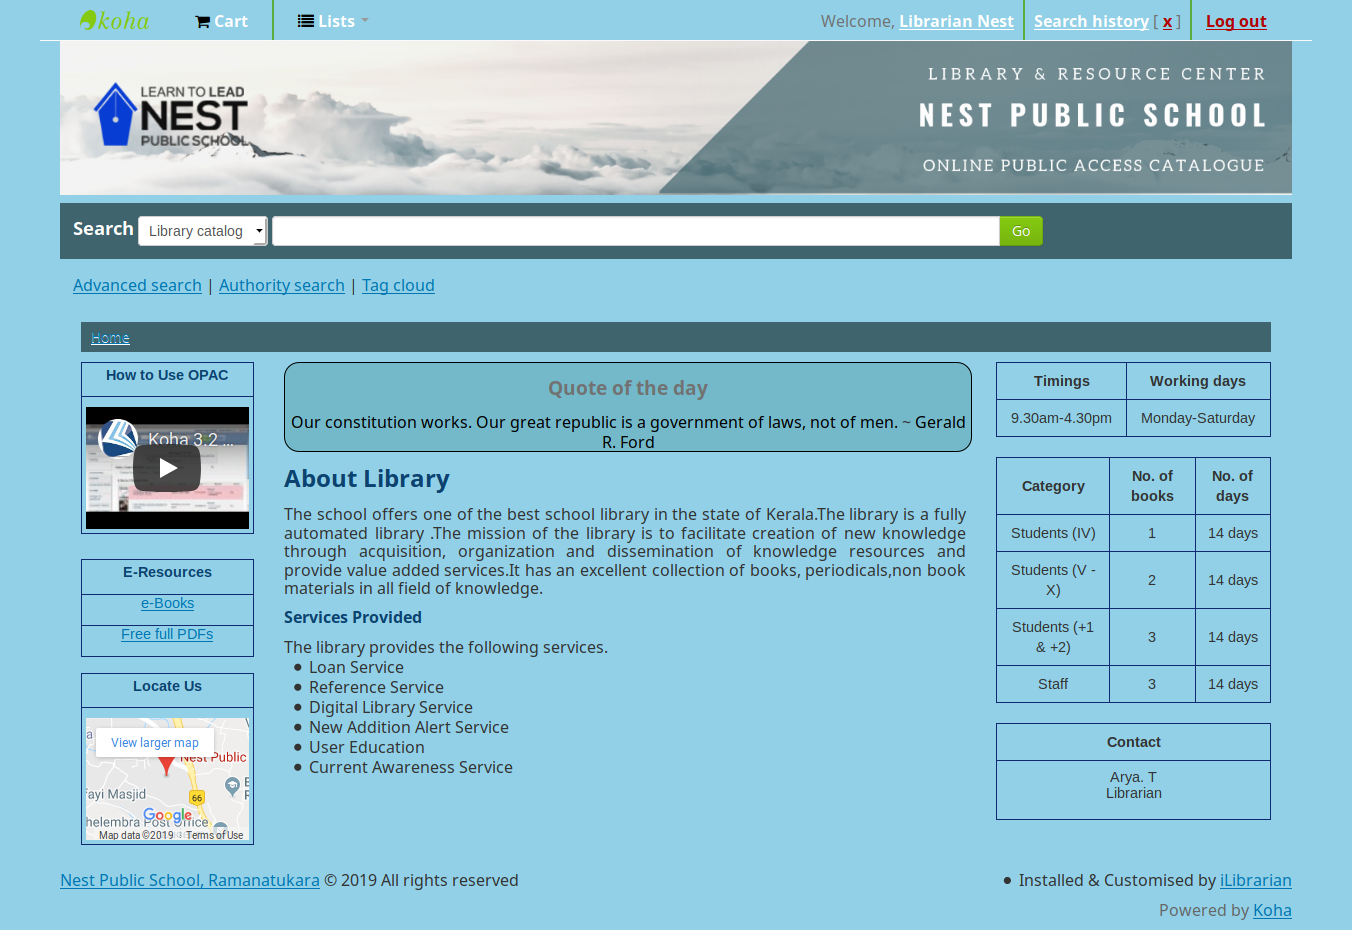 koha Cart Lists Welcome, Librarian Nest Search history [ x ] Log out
LEARN TO LEAD
NEST
PUBLIC SCHOOL
LIBRARY & RESOURCE CENTER
NEST PUBLIC SCHOOL
ONLINE PUBLIC ACCESS CATALOGUE
Search Library catalog Go
Advanced search | Authority search | Tag cloud
Home
How to Use OPAC
Koha 3.2 ...
E-Resources
e-Books
Free full PDFs
Locate Us
View larger map
Nest Public
ayi Masjid
66
Google
helembra Post Office
Map data ©2019 Terms of Use
Quote of the day
Our constitution works. Our great republic is a government of laws, not of men. ~ Gerald
R. Ford
About Library
The school offers one of the best school library in the state of Kerala.The library is a fully
automated library .The mission of the library is to facilitate creation of new knowledge
through acquisition, organization and dissemination of knowledge resources and
provide value added services.It has an excellent collection of books, periodicals,non book
materials in all field of knowledge.
Services Provided
The library provides the following services.
Loan Service
Reference Service
Digital Library Service
New Addition Alert Service
User Education
Current Awareness Service
Timings Working days
9.30am-4.30pm Monday-Saturday
Category No. of books No. of days
Students (IV) 1 14 days
Students (V - X) 2 14 days
Students (+1 & +2) 3 14 days
Staff 3 14 days
Contact
Arya. T
Librarian
Nest Public School, Ramanatukara © 2019 All rights reserved
Installed & Customised by iLibrarian
Powered by Koha